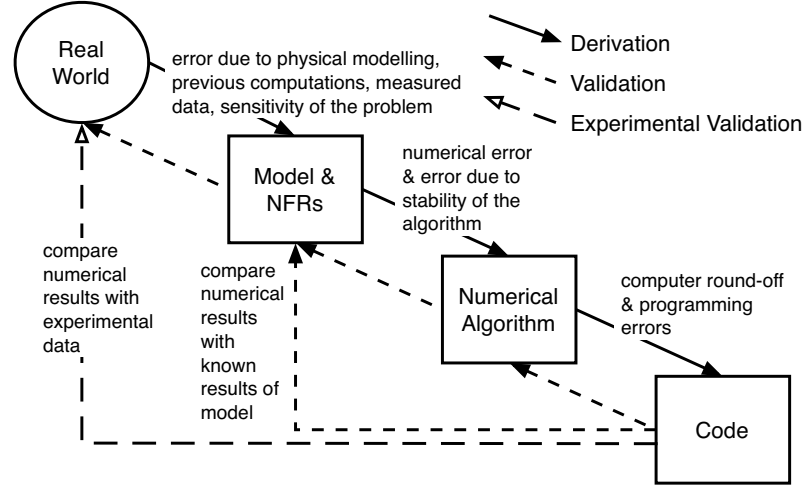 Real
World
error due to physical modelling,
previous computations, measured
data, sensitivity of the problem
Derivation
Validation
Experimental Validation
Model &
NFRs
numerical error
& error due to
stability of the
algorithm
compare
numerical
results with
experimental
data
compare
numerical
results
with
known
results of
model
Numerical
Algorithm
computer round-off
& programming
errors
Code